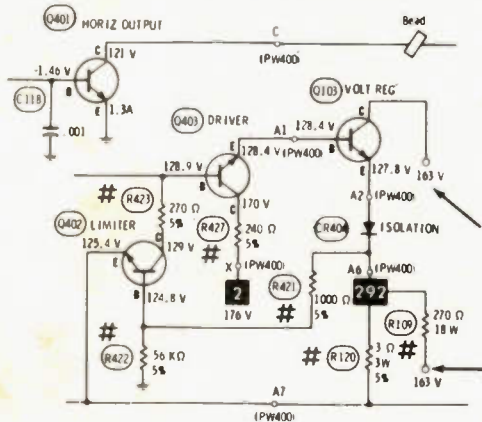 Q401 HORIZ OUTPUT
C 121 V
-1.46 V
B
E 1.3A
C118
.001
C
(PW400)
Bead
Q403 DRIVER
A1
(PW400)
Q103 VOLT REG
128.4 V
C
B
E
127.8 V
163 V
A2 (PW400)
128.9 V
E
128.4 V
B
C
170 V
# R423
270 Ω
5%
R427
#
240 Ω
5%
X (PW400)
2
176 V
Q402 LIMITER
125.4 V
E
C
129 V
B
124.8 V
CR404 ISOLATION
A6 (PW400)
292
# R421
1000 Ω
5%
R109
#
270 Ω
18 W
163 V
# R422
56 KΩ
5%
# R120
3 Ω
3W
5%
A7
(PW400)